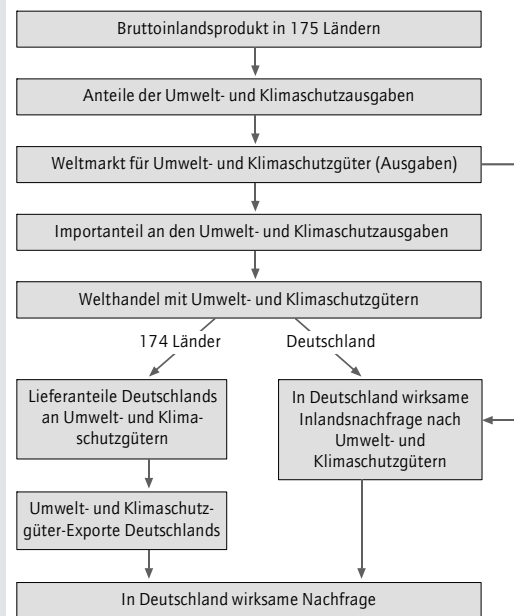 Bruttoinlandsprodukt in 175 Ländern
Anteile der Umwelt- und Klimaschutzausgaben
Weltmarkt für Umwelt- und Klimaschutzgüter (Ausgaben)
Importanteil an den Umwelt- und Klimaschutzausgaben
Welthandel mit Umwelt- und Klimaschutzgütern
174 Länder
Deutschland
Lieferanteile Deutschlands
an Umwelt- und Klima-
schutzgütern
In Deutschland wirksame
Inlandsnachfrage nach
Umwelt- und
Klimaschutzgütern
Umwelt- und Klimaschutz-
güter-Exporte Deutschlands
In Deutschland wirksame Nachfrage